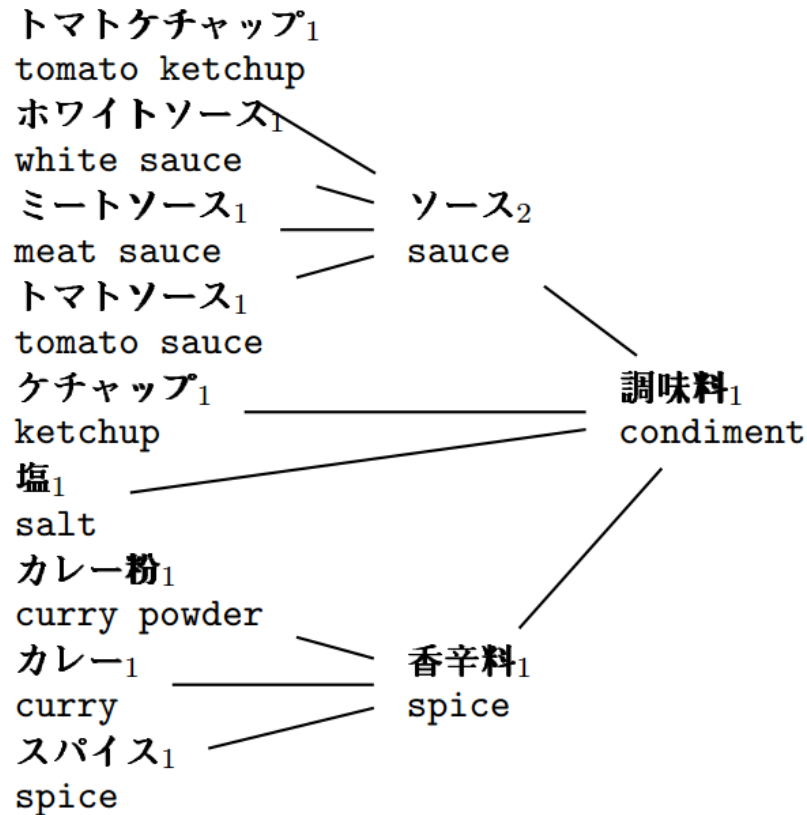 トマトケチャップ1
tomato ketchup
ホワイトソース1
white sauce
ミートソース1
meat sauce
トマトソース1
tomato sauce
ケチャップ1
ketchup
塩1
salt
カレー粉1
curry powder
カレー1
curry
スパイス1
spice
ソース2
sauce
香辛料1
spice
調味料1
condiment